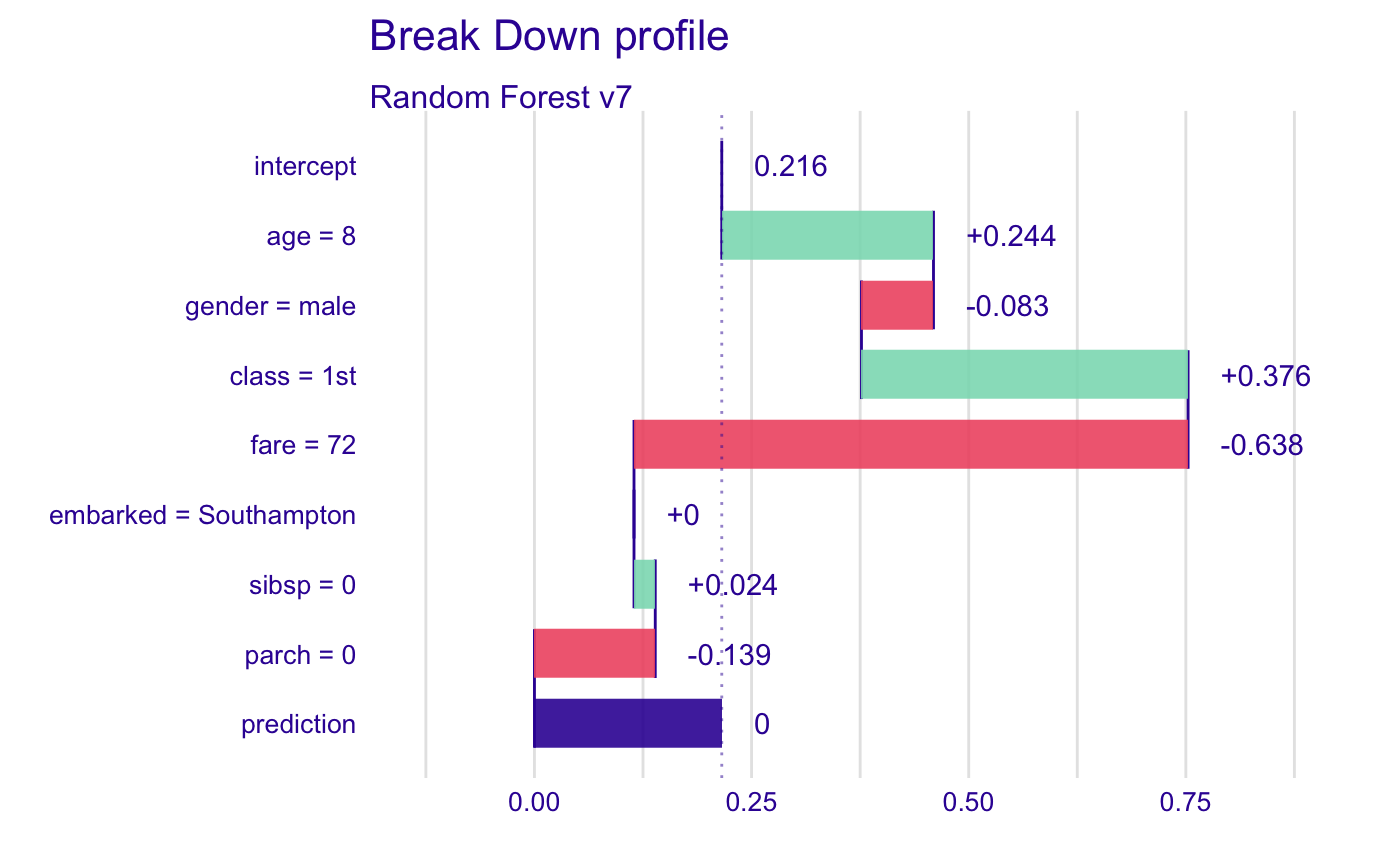 Break Down profile
Random Forest v7
intercept 0.216
age = 8 +0.244
gender = male -0.083
class = 1st +0.376
fare = 72 -0.638
embarked = Southampton +0
sibsp = 0 +0.024
parch = 0 -0.139
prediction 0
0.00 0.25 0.50 0.75